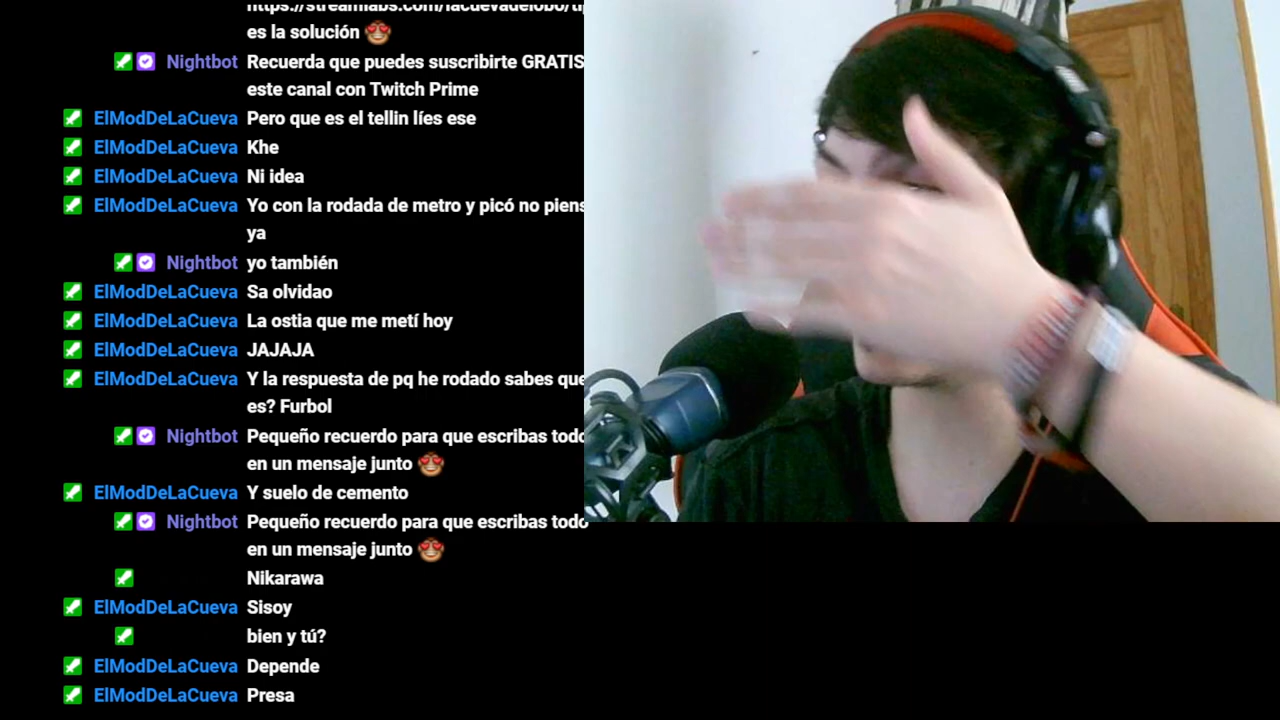 https://streamlabs.com/lacuevadelobo/ti
es la solución
Nightbot Recuerda que puedes suscribirte GRATIS
este canal con Twitch Prime
ElModDeLaCueva Pero que es el tellin líes ese
ElModDeLaCueva Khe
ElModDeLaCueva Ni idea
ElModDeLaCueva Yo con la rodada de metro y picó no piens
ya
Nightbot yo también
ElModDeLaCueva Sa olvidao
ElModDeLaCueva La ostia que me metí hoy
ElModDeLaCueva JAJAJA
ElModDeLaCueva Y la respuesta de pq he rodado sabes que
es? Furbol
Nightbot Pequeño recuerdo para que escribas todo
en un mensaje junto
ElModDeLaCueva Y suelo de cemento
Nightbot Pequeño recuerdo para que escribas todo
en un mensaje junto
Nikarawa
ElModDeLaCueva Sisoy
bien y tú?
ElModDeLaCueva Depende
ElModDeLaCueva Presa